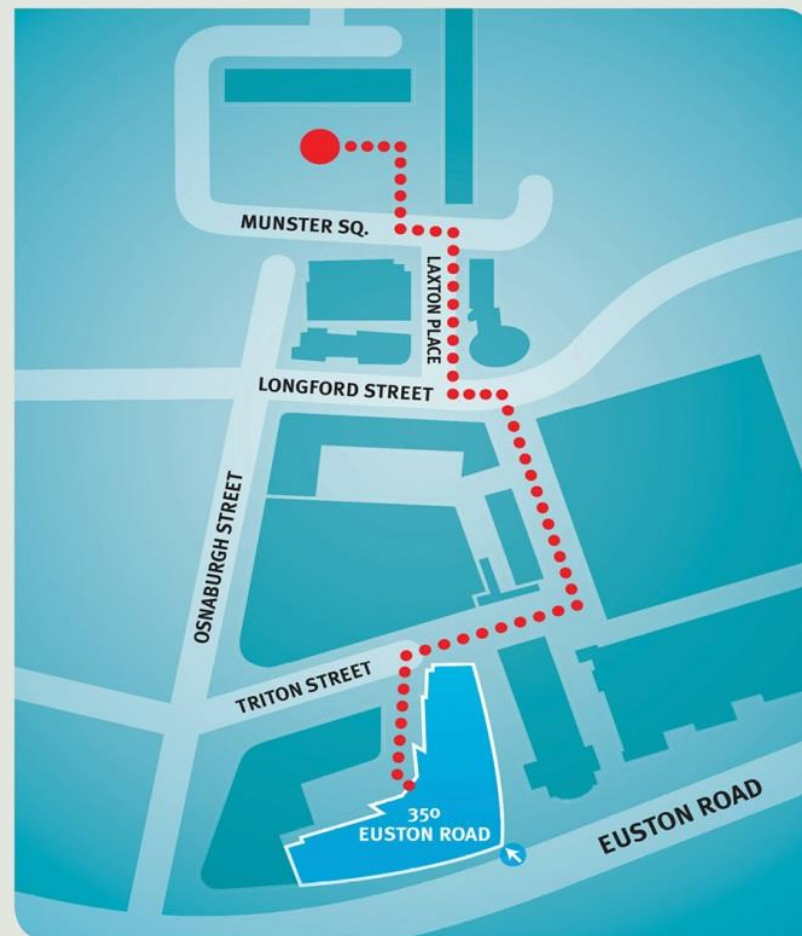 MUNSTER SQ.
LAXTON PLACE
LONGFORD STREET
OSNABURGH STREET
TRITON STREET
350
EUSTON ROAD
EUSTON ROAD